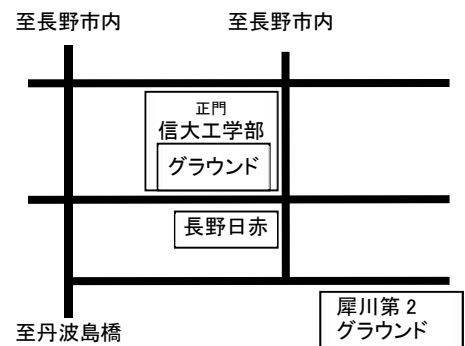 至長野市内
至長野市内
正門
信大工学部
グラウンド
長野日赤
犀川第2
グラウンド
至丹波島橋